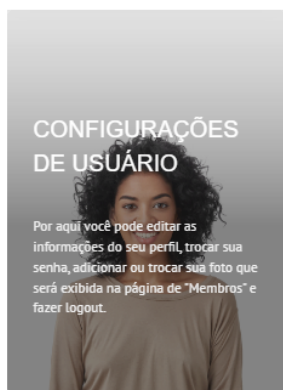 CONFIGURAÇÕES
DE USUÁRIO
Por aqui você pode editar as
informações do seu perfil, trocar sua
senha, adicionar ou trocar sua foto que
será exibida na página de "Membros" e
fazer logout.